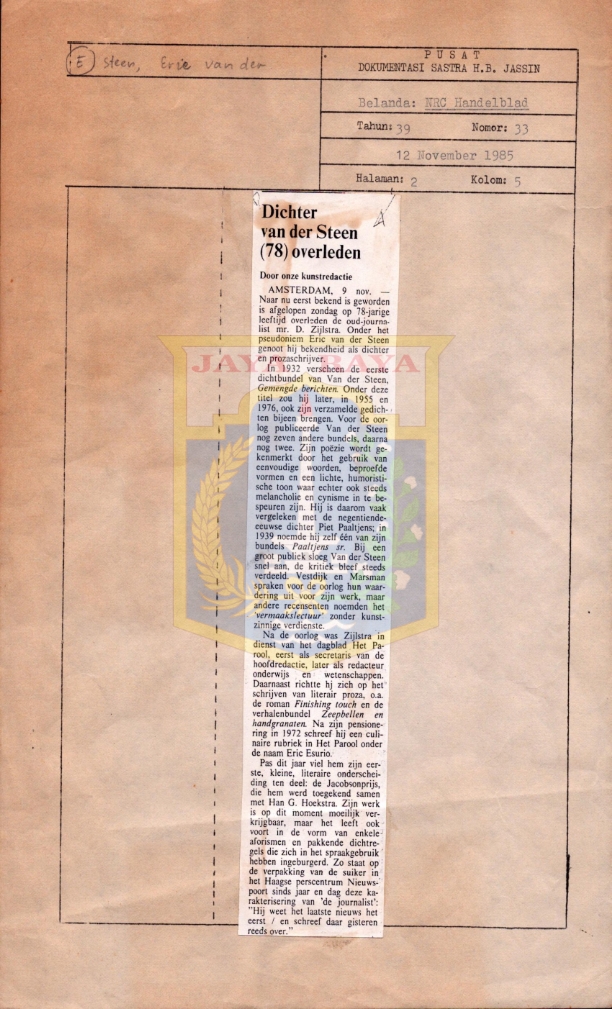 E Steen, Eric van der
PUSAT
DOKUMENTASI SASTRA H.B. JASSIN
Belanda: NRC Handelblad
Tahun: 39 Nomor: 33
12 November 1985
Halaman: 2 Kolom: 5
Dichter
van der Steen
(78) overleden
Door onze kunstredactie
AMSTERDAM, 9 nov. —
Naar nu eerst bekend is geworden
is afgelopen zondag op 78-jarige
leeftijd overleden de oud-journa-
list mr. D. Zijlstra. Onder het
pseudoniem Eric van der Steen
genoot hij bekendheid als dichter
en prozaschrijver.
In 1932 verscheen de eerste
dichtbundel van Van der Steen,
Gemengde berichten. Onder deze
titel zou hij later, in 1955 en
1976, ook zijn verzamelde gedich-
ten bijeen brengen. Voor de oor-
log publiceerde Van der Steen
nog zeven andere bundels, daarna
nog twee. Zijn poëzie wordt ge-
kenmerkt door het gebruik van
eenvoudige woorden, beproefde
vormen en een lichte, humoristi-
sche toon waar echter ook steeds
melancholie en cynisme in te be-
speuren zijn. Hij is daarom vaak
vergeleken met de negentiende-
eeuwse dichter Piet Paaltjens; in
1939 noemde hij zelf één van zijn
bundels Paaltjens sr. Bij een
groot publiek sloeg Van der Steen
snel aan, de kritiek bleef steeds
verdeeld. Vestdijk en Marsman
spraken voor de oorlog hun waar-
dering uit voor zijn werk, maar
andere recensenten noemden het
'vermaakslectuur' zonder kunst-
zinnige verdienste.
Na de oorlog was Zijlstra in
dienst van het dagblad Het Pa-
rool, eerst als secretaris van de
hoofdredactie, later als redacteur
onderwijs en wetenschappen.
Daarnaast richtte hj zich op het
schrijven van literair proza, o.a.
de roman Finishing touch en de
verhalenbundel Zeepbellen en
handgranaten. Na zijn pensione-
ring in 1972 schreef hij een culi-
naire rubriek in Het Parool onder
de naam Eric Esurio.
Pas dit jaar viel hem zijn eer-
ste, kleine, literaire onderschei-
ding ten deel: de Jacobsonprijs,
die hem werd toegekend samen
met Han G. Hoekstra. Zijn werk
is op dit moment moeilijk ver-
krijgbaar, maar het leeft ook
voort in de vorm van enkele
aforismen en pakkende dichtre-
gels die zich in het spraakgebruik
hebben ingeburgerd. Zo staat op
de verpakking van de suiker in
het Haagse perscentrum Nieuws-
poort sinds jaar en dag deze ka-
rakterisering van 'de journalist':
"Hij weet het laatste nieuws het
eerst / en schreef daar gisteren
reeds over."
JAYA RAYA